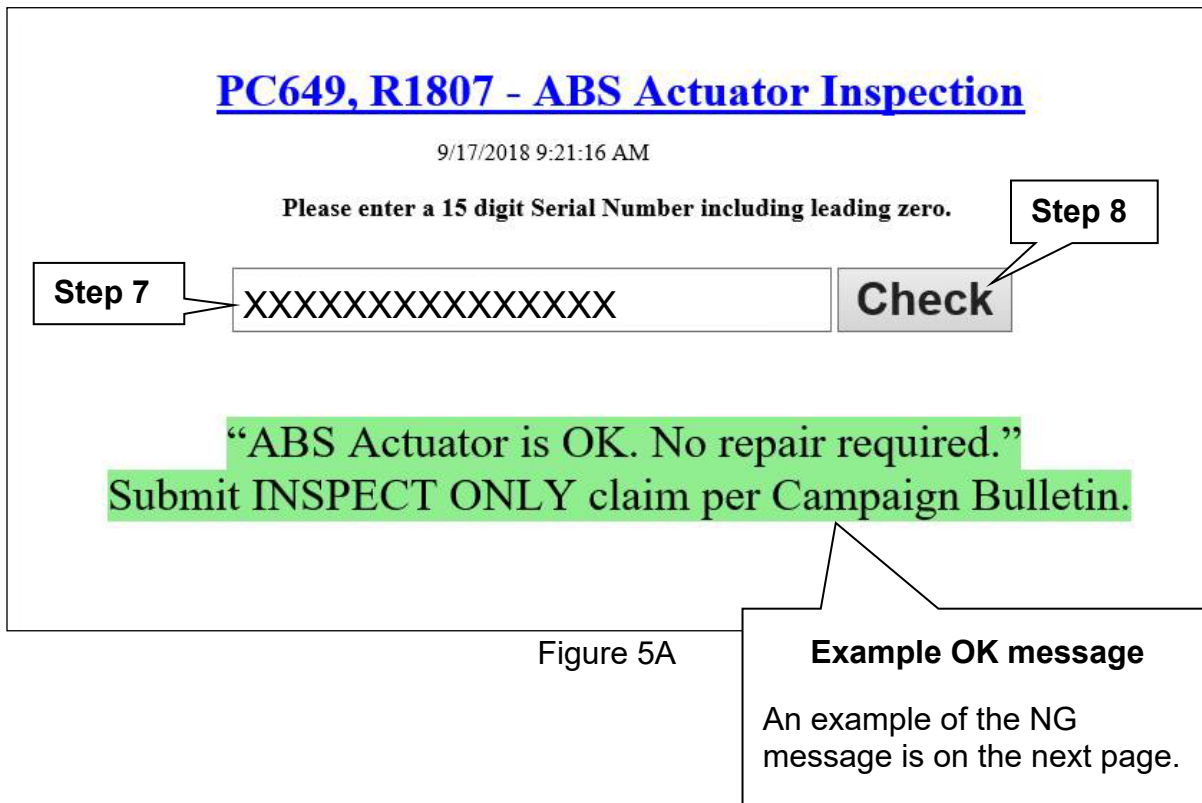 PC649, R1807 - ABS Actuator Inspection
9/17/2018 9:21:16 AM
Please enter a 15 digit Serial Number including leading zero.
Step 8
Step 7
XXXXXXXXXXXXXXX
Check
“ABS Actuator is OK. No repair required.”
Submit INSPECT ONLY claim per Campaign Bulletin.
Figure 5A
Example OK message
An example of the NG
message is on the next page.